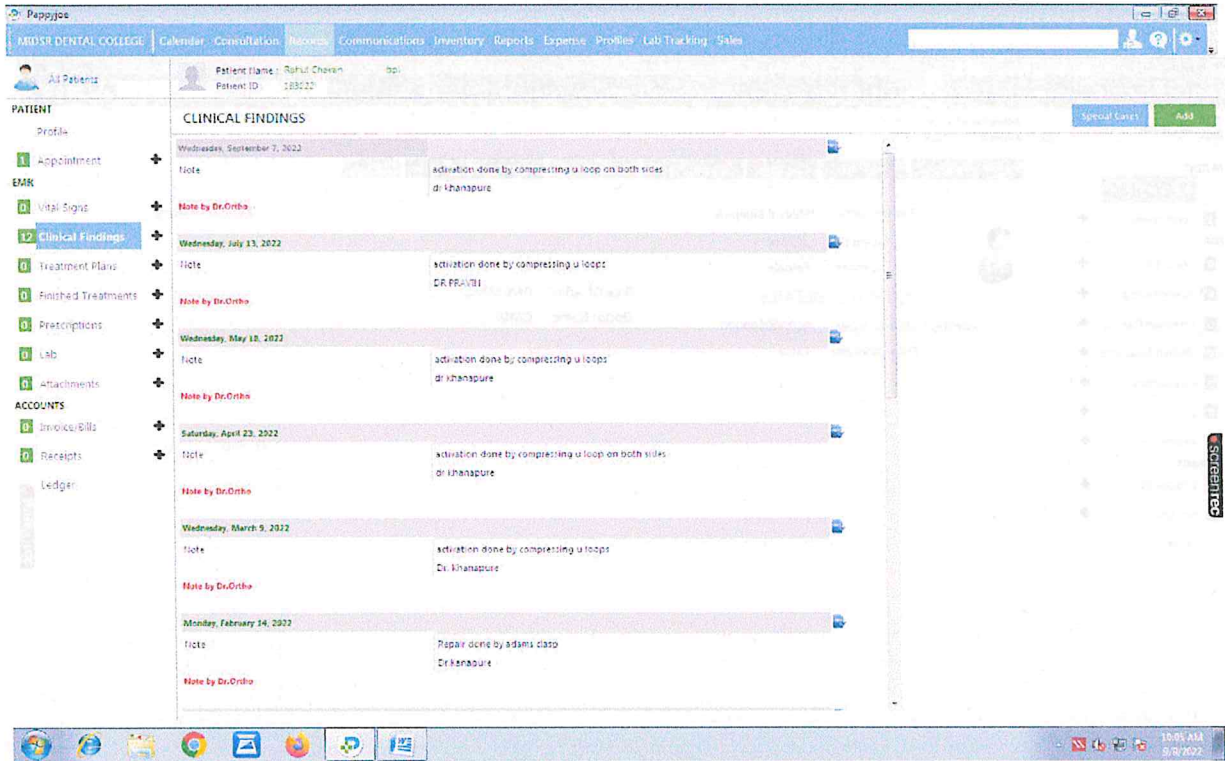 Pappyjoe
MRDSR DENTAL COLLEGE Calendar Consultation Records Communications Inventory Reports Expense Profiles Lab Tracking Sales
All Patients
Patient Name : Rahul Chavan bpl
Patient ID
PATIENT
Profile
1 Appointment
EMR
0 Vital Signs
12 Clinical Findings
0 Treatment Plans
0 Finished Treatments
0 Prescriptions
0 Lab
0 Attachments
ACCOUNTS
0 Invoice/Bills
0 Receipts
Ledger
CLINICAL FINDINGS
Special Cases Add
Wednesday, September 7, 2022
Note activation done by compressing u loop on both sides
dr khanapure
Note by Dr.Ortho
Wednesday, July 13, 2022
Note activation done by compressing u loops
DR PRAVIN
Note by Dr.Ortho
Wednesday, May 18, 2022
Note activation done by compressing u loops
dr khanapure
Note by Dr.Ortho
Saturday, April 23, 2022
Note activation done by compressing u loop on both sides
dr khanapure
Note by Dr.Ortho
Wednesday, March 9, 2022
Note activation done by compressing u loops
Dr. Khanapure
Note by Dr.Ortho
Monday, February 14, 2022
Note Repair done by adams clasp
Dr kanapure
Note by Dr.Ortho
screenrec
10:05 AM
9/9/2022